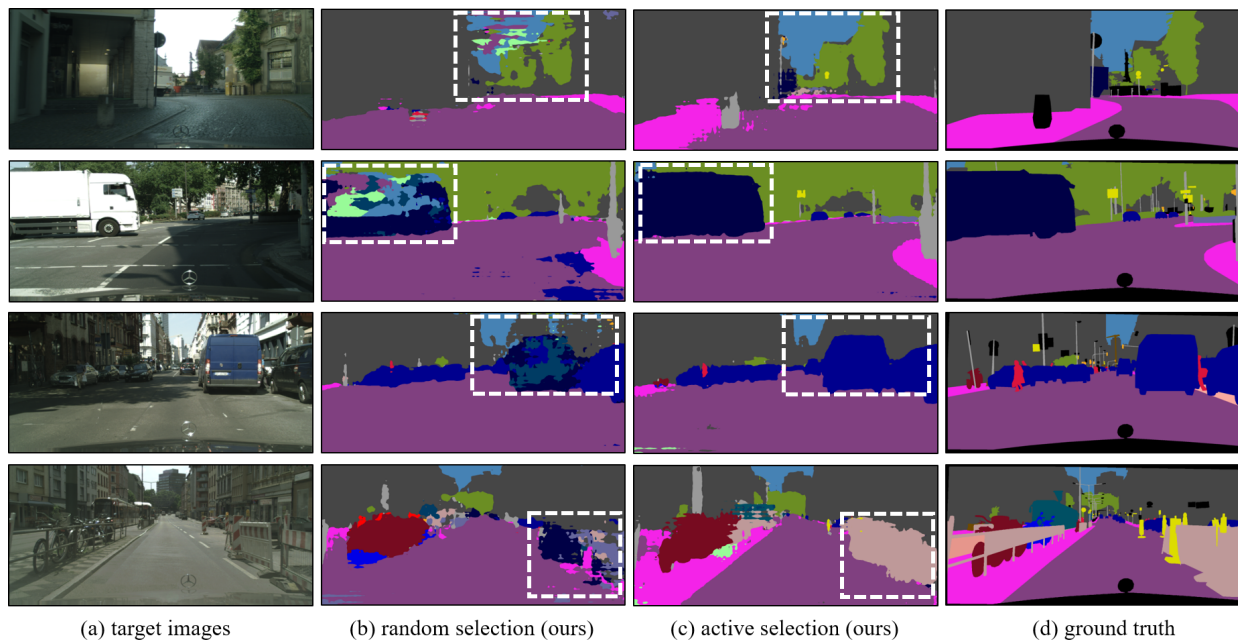 (a) target images
(b) random selection (ours)
(c) active selection (ours)
(d) ground truth